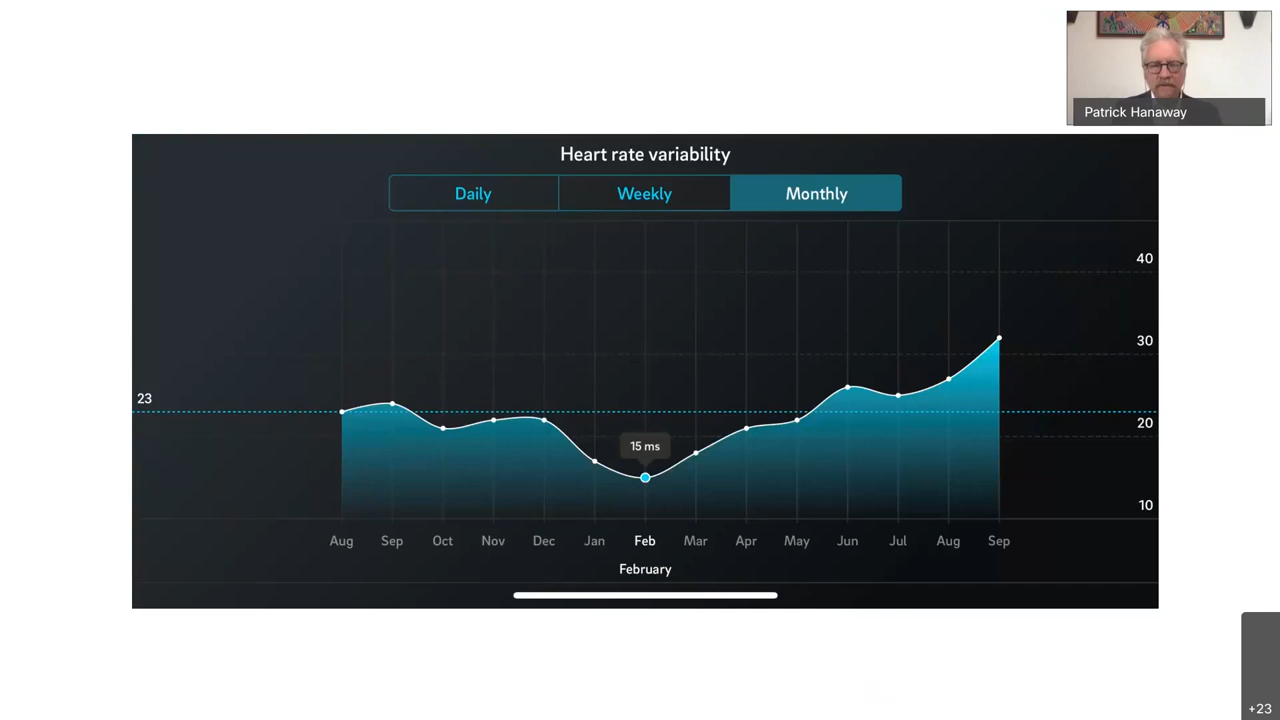 Patrick Hanaway
Heart rate variability
Daily Weekly Monthly
40
30
23
20
15 ms
10
Aug Sep Oct Nov Dec Jan Feb Mar Apr May Jun Jul Aug Sep
February
+23